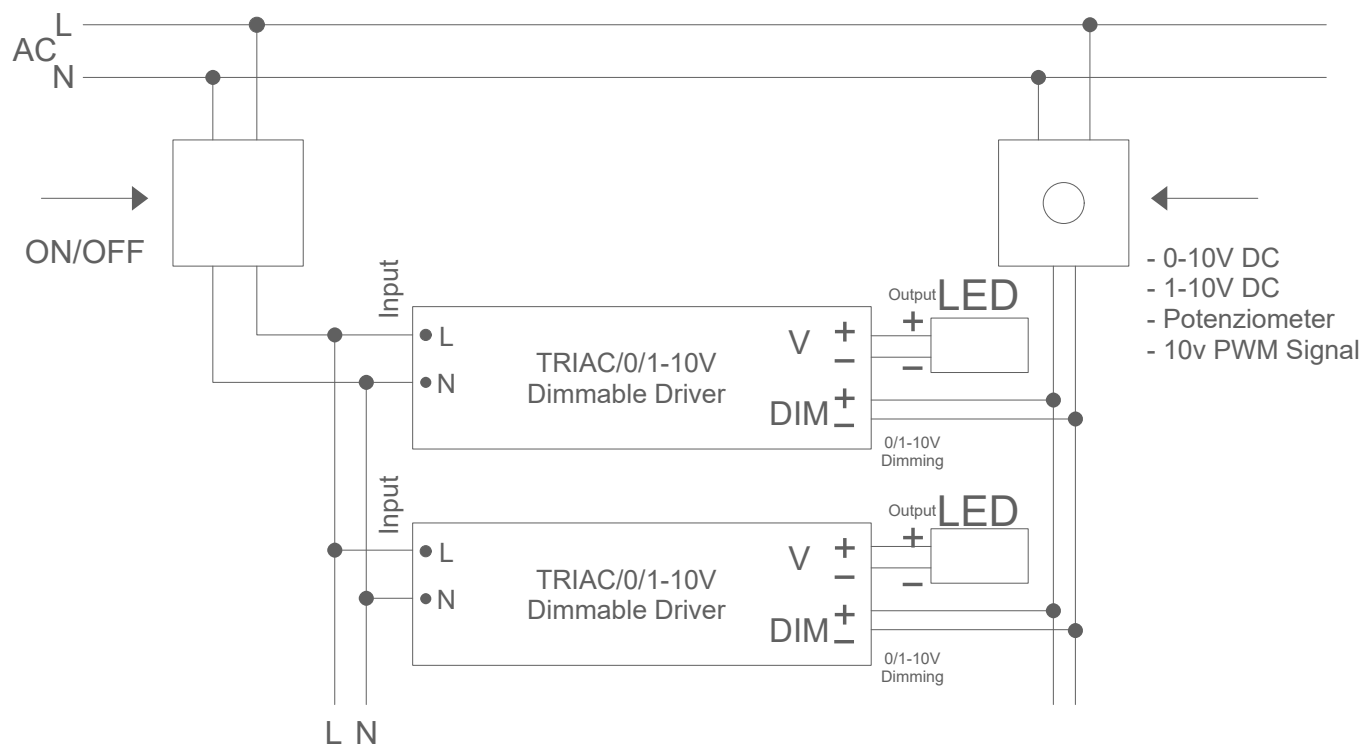 L
AC
N
ON/OFF
- 0-10V DC
- 1-10V DC
- Potenziometer
- 10v PWM Signal
Input
L
N
TRIAC/0/1-10V
Dimmable Driver
V + −
DIM + −
Output LED
+
−
0/1-10V
Dimming
Input
L
N
TRIAC/0/1-10V
Dimmable Driver
V + −
DIM + −
Output LED
+
−
0/1-10V
Dimming
L N